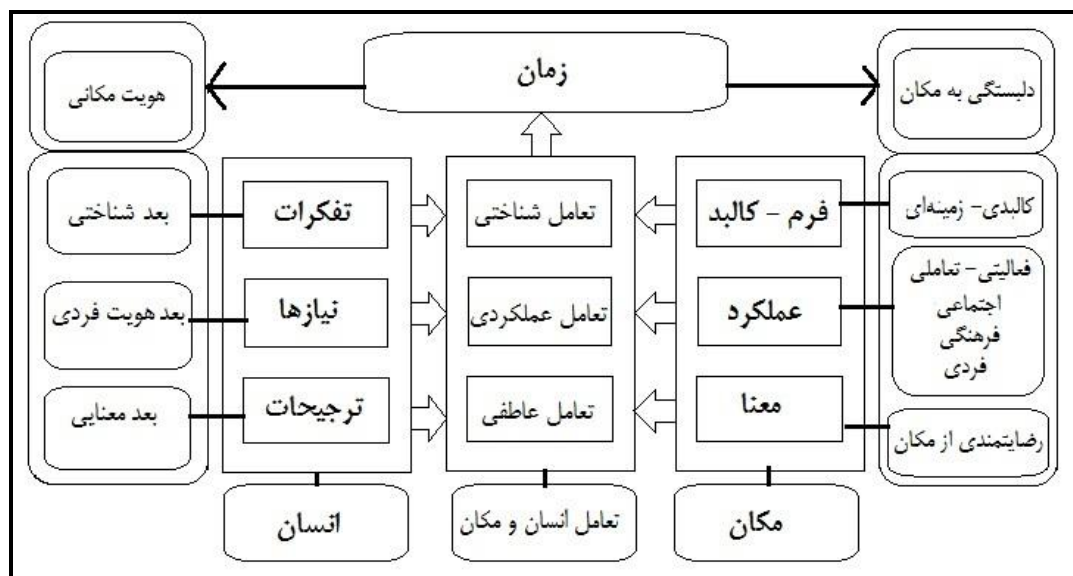 زمان
دلبستگی به مکان
هویت مکانی
کالبدی- زمینه‌ای
فرم - کالبد
تعامل شناختی
تفکرات
بعد شناختی
فعالیتی- تعاملی
اجتماعی
فرهنگی
فردی
عملکرد
تعامل عملکردی
نیازها
بعد هویت فردی
رضایتمندی از مکان
معنا
تعامل عاطفی
ترجیحات
بعد معنایی
مکان
تعامل انسان و مکان
انسان